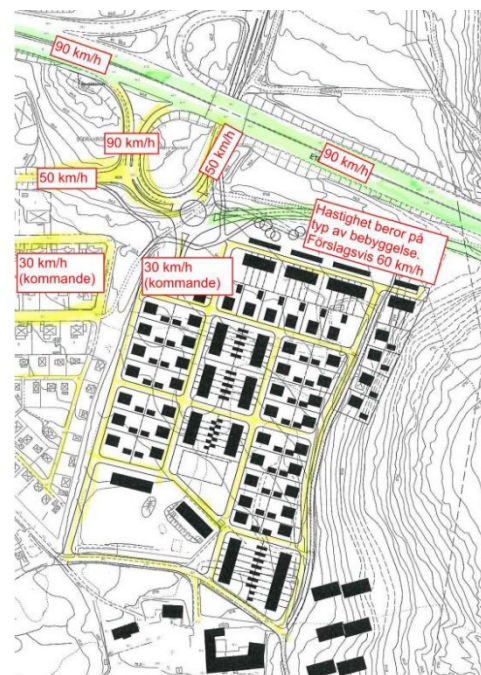 90 km/h
90 km/h
50 km/h
90 km/h
50 km/h
Hastighet beror på
typ av bebyggelse.
Förslagsvis 60 km/h
30 km/h
(kommande)
30 km/h
(kommande)